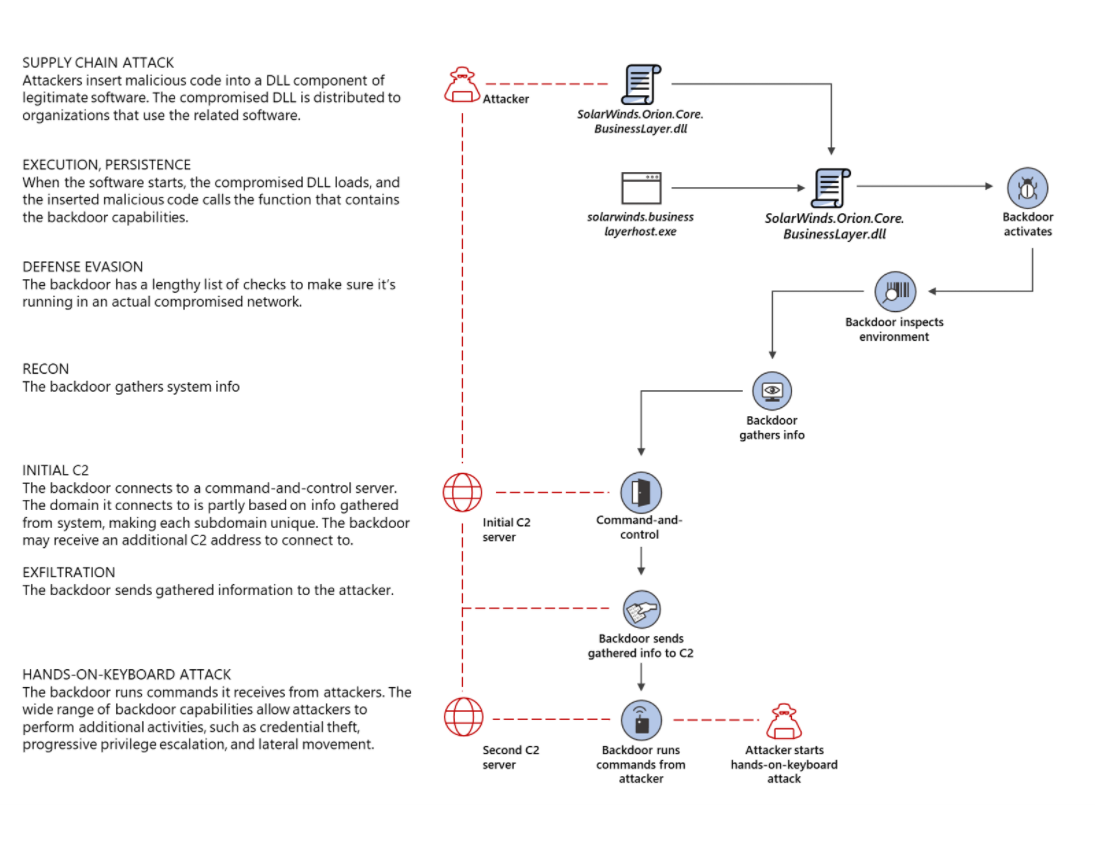 SUPPLY CHAIN ATTACK
Attackers insert malicious code into a DLL component of
legitimate software. The compromised DLL is distributed to
organizations that use the related software.
EXECUTION, PERSISTENCE
When the software starts, the compromised DLL loads, and
the inserted malicious code calls the function that contains
the backdoor capabilities.
DEFENSE EVASION
The backdoor has a lengthy list of checks to make sure it's
running in an actual compromised network.
RECON
The backdoor gathers system info
INITIAL C2
The backdoor connects to a command-and-control server.
The domain it connects to is partly based on info gathered
from system, making each subdomain unique. The backdoor
may receive an additional C2 address to connect to.
EXFILTRATION
The backdoor sends gathered information to the attacker.
HANDS-ON-KEYBOARD ATTACK
The backdoor runs commands it receives from attackers. The
wide range of backdoor capabilities allow attackers to
perform additional activities, such as credential theft,
progressive privilege escalation, and lateral movement.
Attacker
SolarWinds.Orion.Core.
BusinessLayer.dll
solarwinds.business
layerhost.exe
SolarWinds.Orion.Core.
BusinessLayer.dll
Backdoor
activates
Backdoor inspects
environment
Backdoor
gathers info
Initial C2
server
Command-and-
control
Backdoor sends
gathered info to C2
Second C2
server
Backdoor runs
commands from
attacker
Attacker starts
hands-on-keyboard
attack